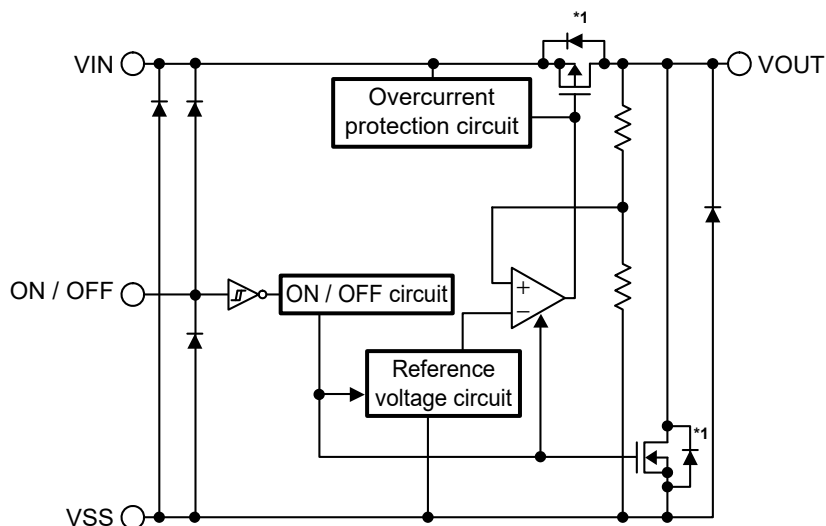 *1
VIN
VOUT
Overcurrent
protection circuit
ON / OFF
ON / OFF circuit
+
−
Reference
voltage circuit
*1
VSS